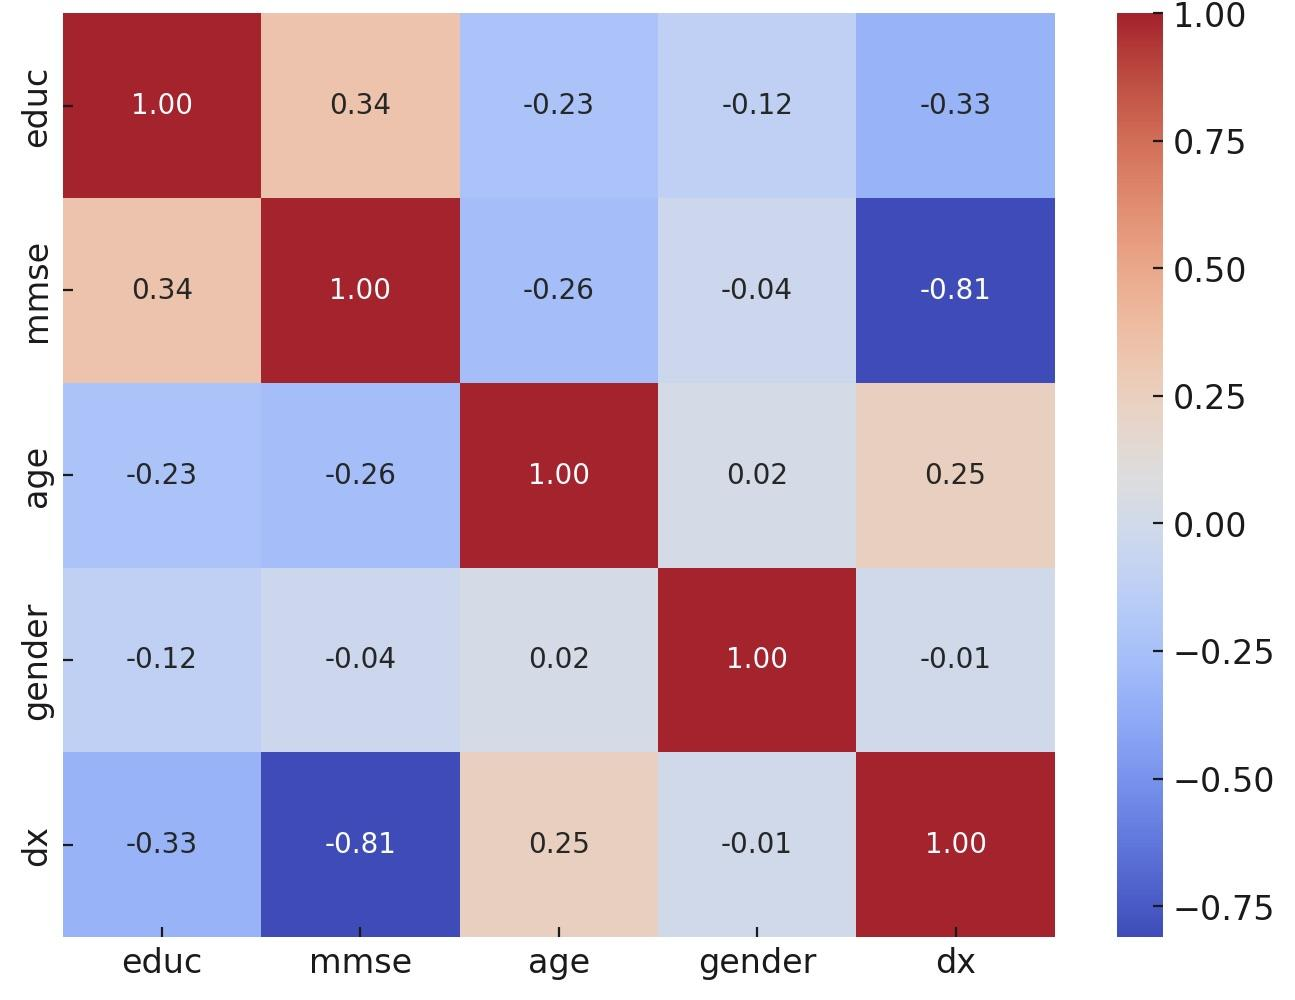 educ 1.00 0.34 -0.23 -0.12 -0.33
mmse 0.34 1.00 -0.26 -0.04 -0.81
age -0.23 -0.26 1.00 0.02 0.25
gender -0.12 -0.04 0.02 1.00 -0.01
dx -0.33 -0.81 0.25 -0.01 1.00
educ mmse age gender dx
1.00
0.75
0.50
0.25
0.00
−0.25
−0.50
−0.75